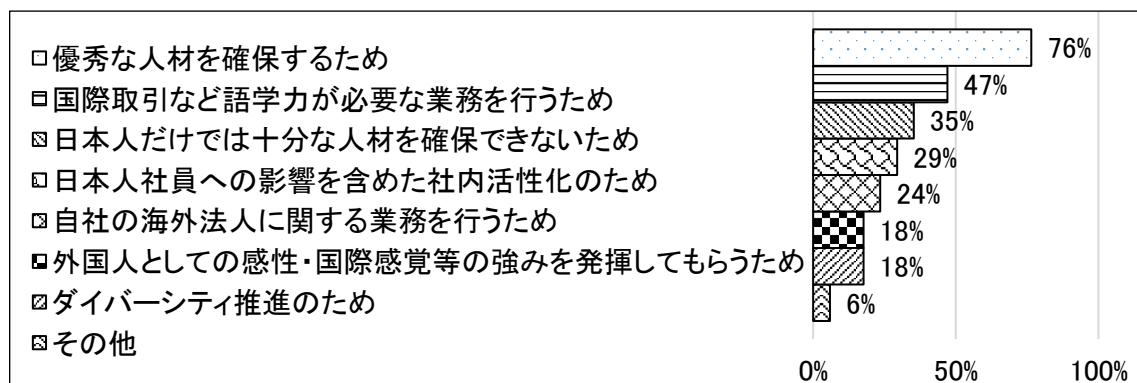 優秀な人材を確保するため
国際取引など語学力が必要な業務を行うため
日本人だけでは十分な人材を確保できないため
日本人社員への影響を含めた社内活性化のため
自社の海外法人に関する業務を行うため
外国人としての感性・国際感覚等の強みを発揮してもらうため
ダイバーシティ推進のため
その他
76%
47%
35%
29%
24%
18%
18%
6%
0% 50% 100%